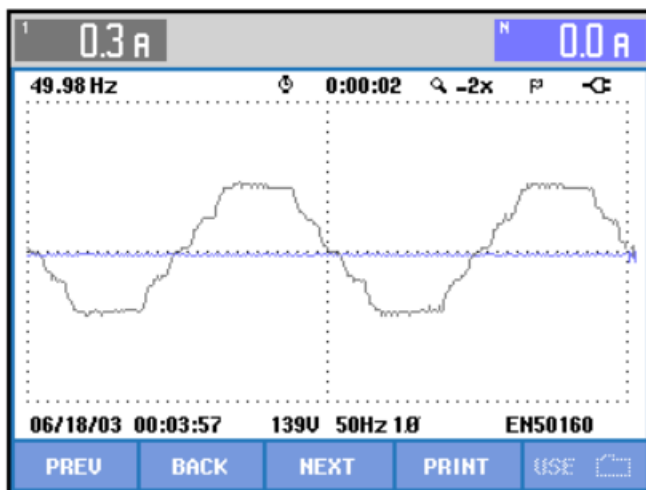 1 0.3 A N 0.0 A
49.98 Hz 0:00:02 -2x
N
06/18/03 00:03:57 139V 50Hz 1Ø EN50160
PREV BACK NEXT PRINT USE